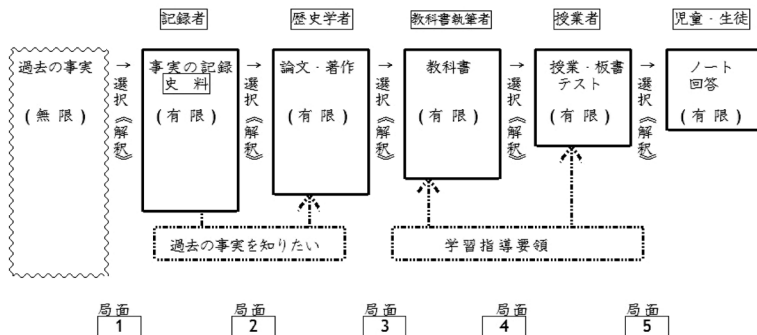 記録者
歴史学者
教科書執筆者
授業者
児童・生徒
過去の事実
(無限)
→選択《解釈》
事実の記録
史料
(有限)
→選択《解釈》
論文・著作
(有限)
→選択《解釈》
教科書
(有限)
→選択《解釈》
授業・板書
テスト
(有限)
→選択《解釈》
ノート
回答
(有限)
過去の事実を知りたい
学習指導要領
局面
1
局面
2
局面
3
局面
4
局面
5